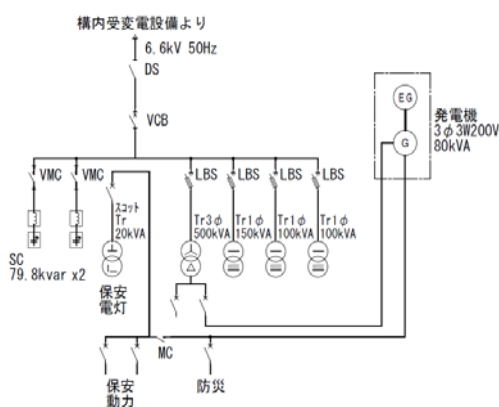 構内受変電設備より
6.6kV 50Hz
DS
VCB
VMC
VMC
LBS
LBS
LBS
LBS
スコット
Tr
20kVA
Tr3φ
500kVA
Tr1φ
150kVA
Tr1φ
100kVA
Tr1φ
100kVA
SC
79.8kvar x2
保安
電灯
EG
G
発電機
3φ3W200V
80kVA
MC
保安
動力
防災